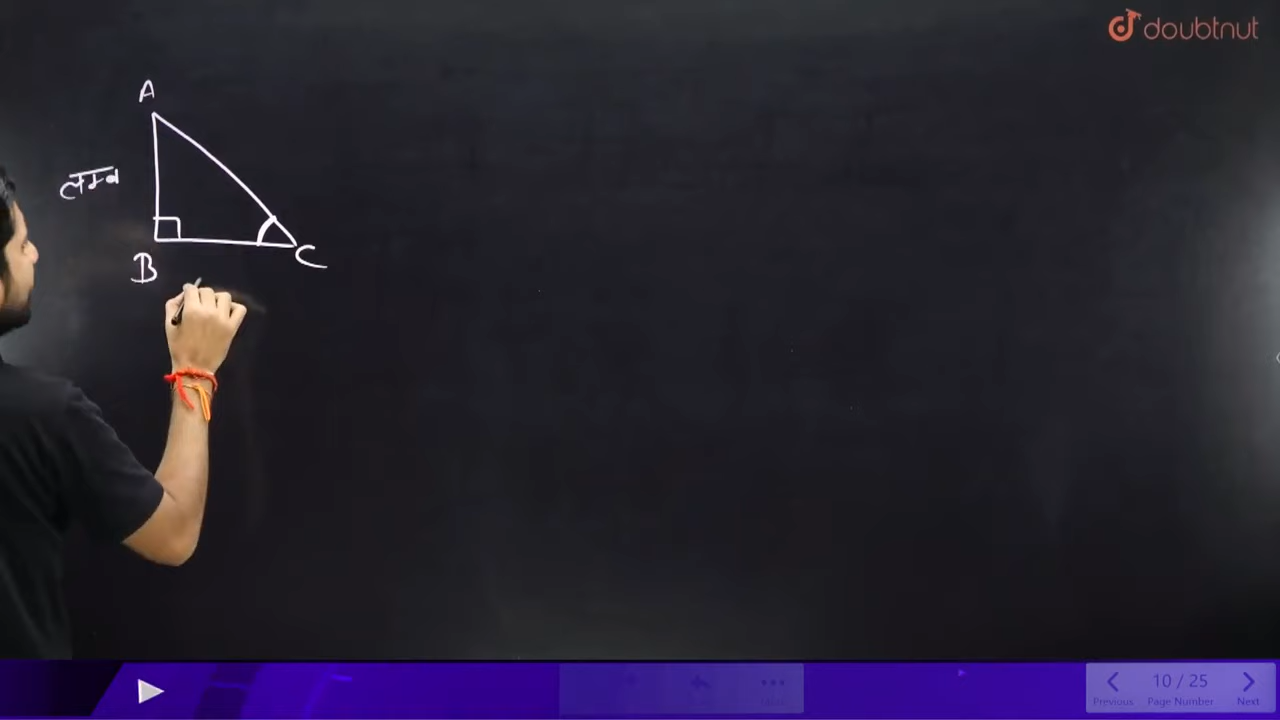 doubtnut
A
लम्ब
B
C
10 / 25
Previous
Page Number
Next